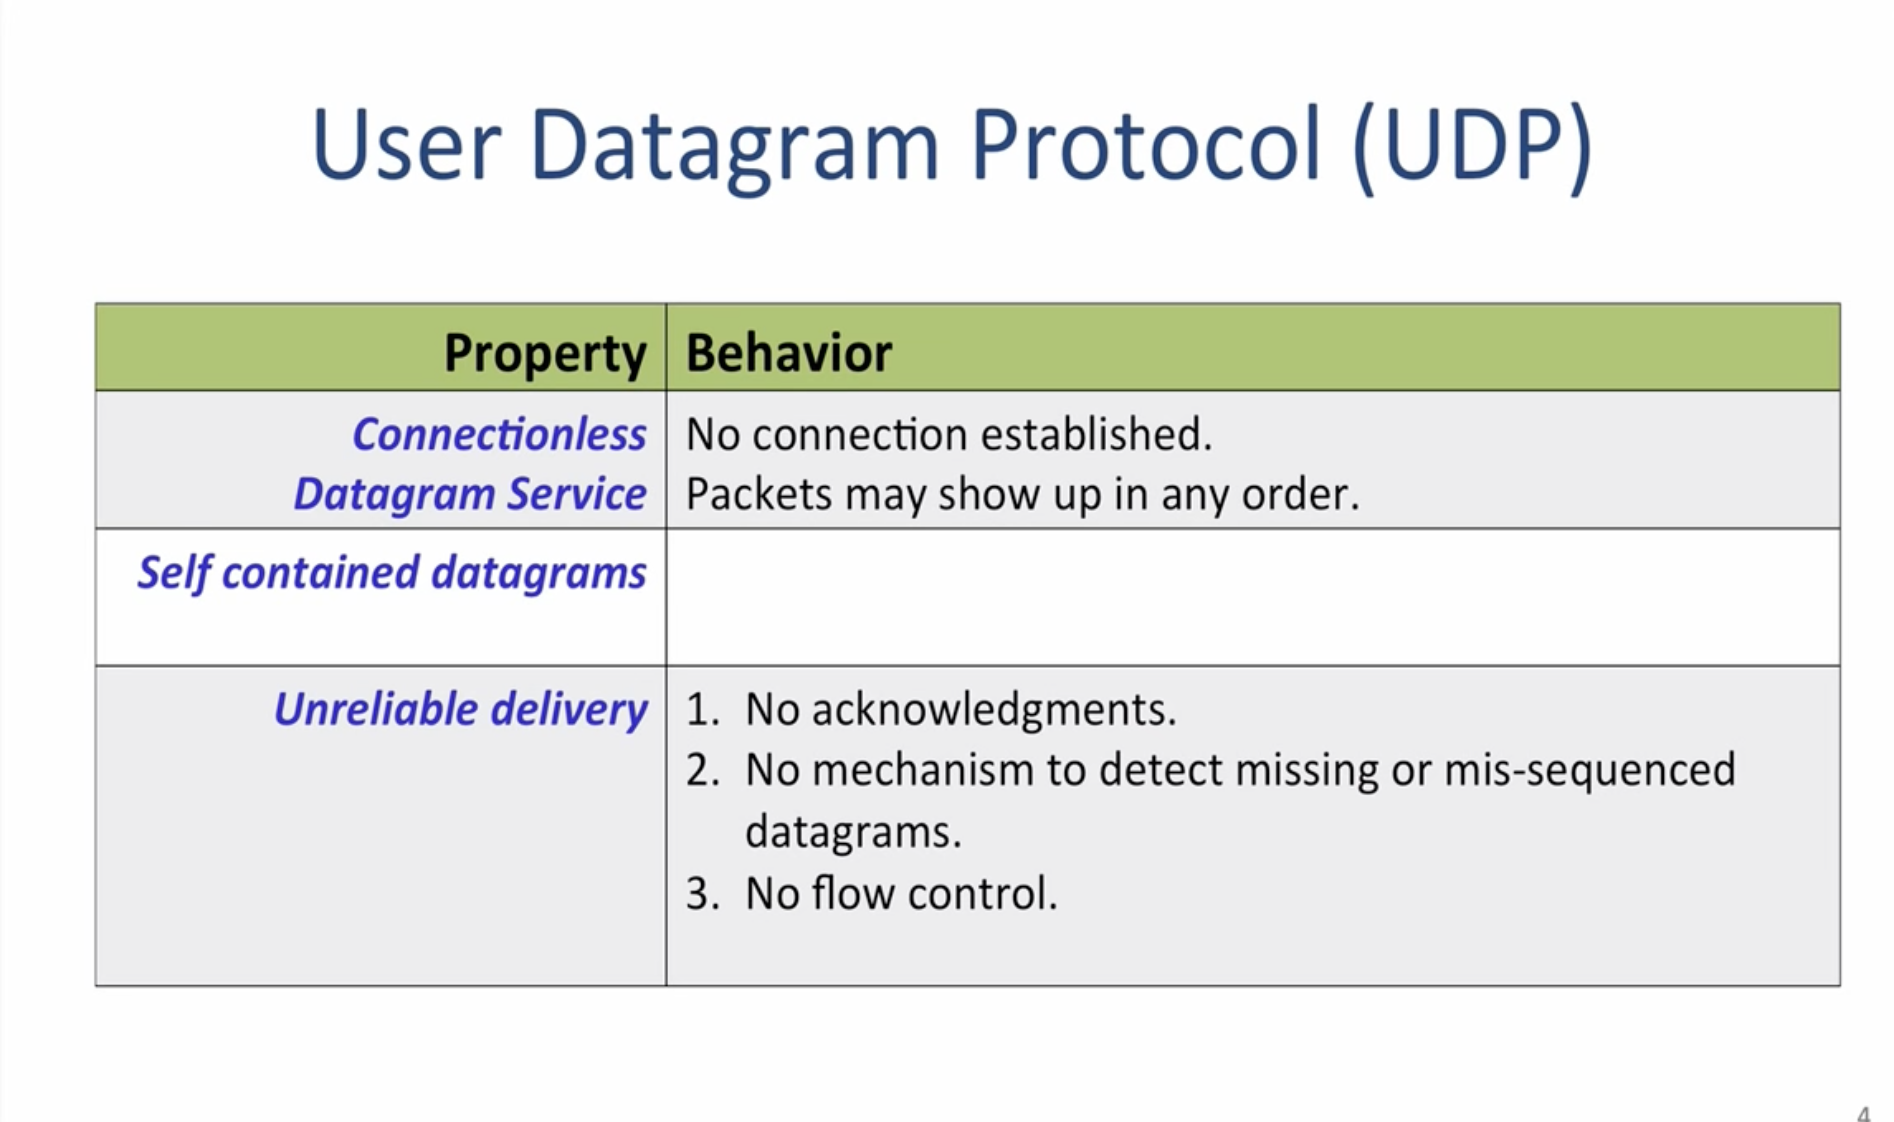 User Datagram Protocol (UDP)
Property Behavior
Connectionless No connection established.
Datagram Service Packets may show up in any order.
Self contained datagrams
Unreliable delivery 1. No acknowledgments.
2. No mechanism to detect missing or mis-sequenced
datagrams.
3. No flow control.
4